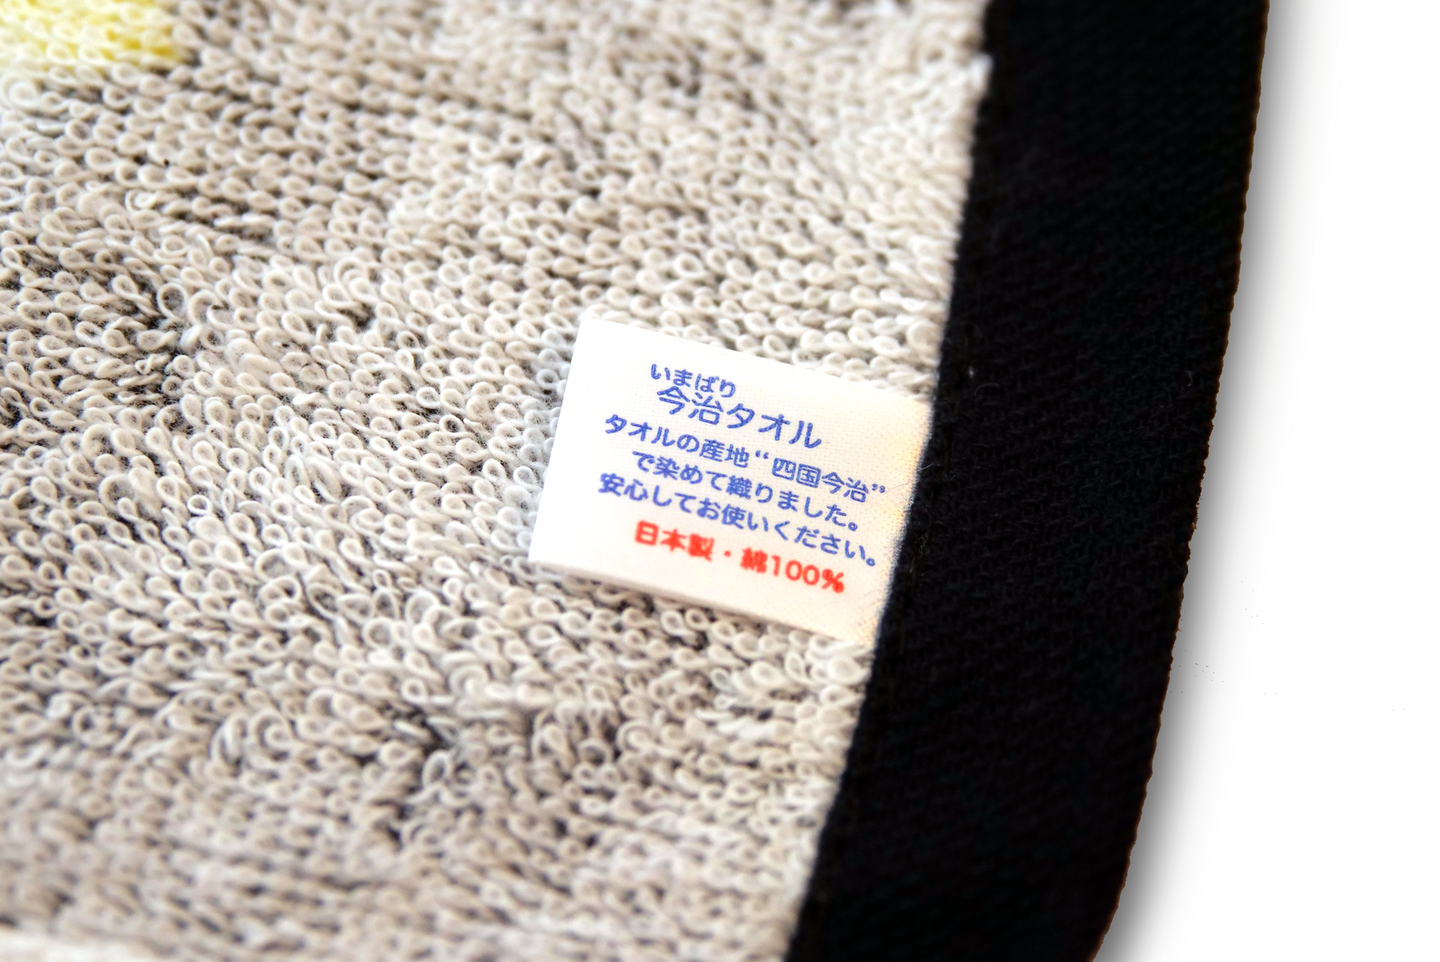 いまばり
今治タオル
タオルの産地“四国今治”
で染めて織りました。
安心してお使いください。
日本製・綿100%